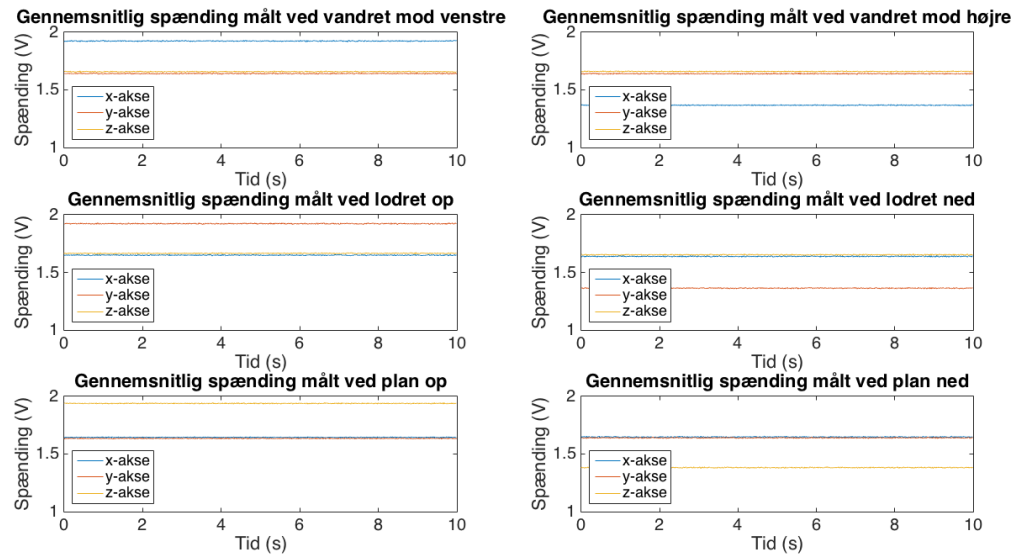 Gennemsnitlig spænding målt ved vandret mod venstre
Spænding (V)
2
1.5
1
x-akse
y-akse
z-akse
0 2 4 6 8 10
Tid (s)
Gennemsnitlig spænding målt ved vandret mod højre
Spænding (V)
2
1.5
1
x-akse
y-akse
z-akse
0 2 4 6 8 10
Tid (s)
Gennemsnitlig spænding målt ved lodret op
Spænding (V)
2
1.5
1
x-akse
y-akse
z-akse
0 2 4 6 8 10
Tid (s)
Gennemsnitlig spænding målt ved lodret ned
Spænding (V)
2
1.5
1
x-akse
y-akse
z-akse
0 2 4 6 8 10
Tid (s)
Gennemsnitlig spænding målt ved plan op
Spænding (V)
2
1.5
1
x-akse
y-akse
z-akse
0 2 4 6 8 10
Tid (s)
Gennemsnitlig spænding målt ved plan ned
Spænding (V)
2
1.5
1
x-akse
y-akse
z-akse
0 2 4 6 8 10
Tid (s)